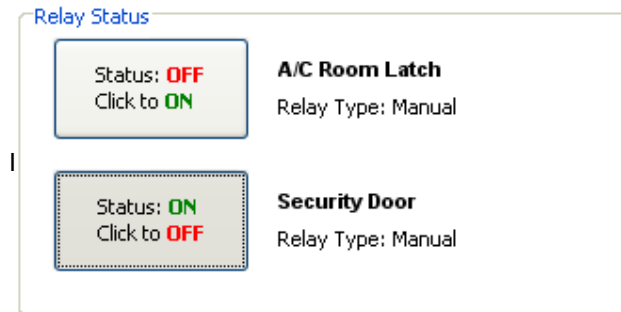 Relay Status
Status: OFF
Click to ON
A/C Room Latch
Relay Type: Manual
Status: ON
Click to OFF
Security Door
Relay Type: Manual